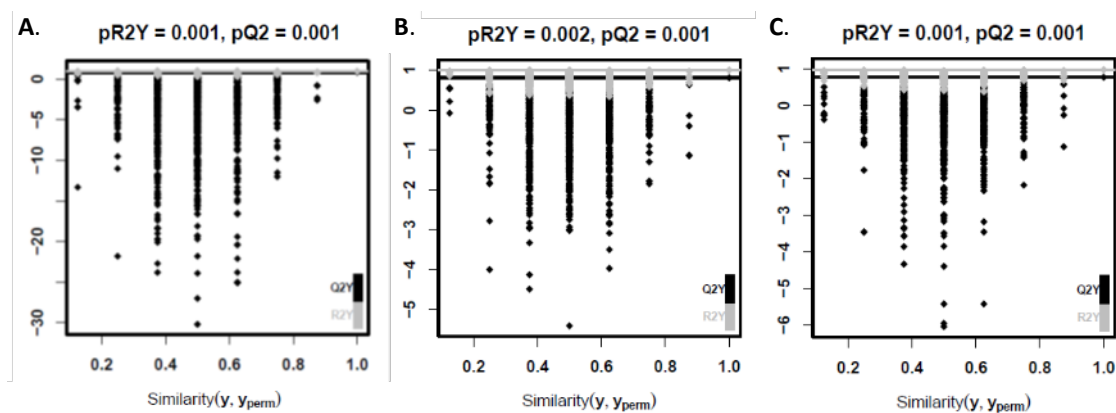 A.
pR2Y = 0.001, pQ2 = 0.001
0
−5
−10
−20
−30
Q2Y
R2Y
0.2 0.4 0.6 0.8 1.0
Similarity(y, yperm)
B.
pR2Y = 0.002, pQ2 = 0.001
1
0
−1
−2
−3
−4
−5
Q2Y
R2Y
0.2 0.4 0.6 0.8 1.0
Similarity(y, yperm)
C.
pR2Y = 0.001, pQ2 = 0.001
1
0
−1
−2
−3
−4
−5
−6
Q2Y
R2Y
0.2 0.4 0.6 0.8 1.0
Similarity(y, yperm)